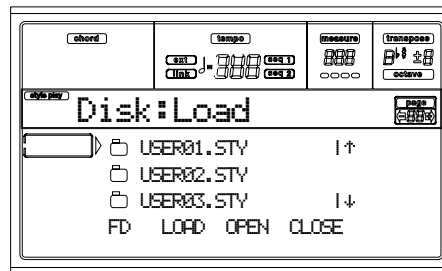 chord tempo measure transpose
ext seq 1
link seq 2
octave
style play Disk:Load page
USER01.STY
USER02.STY
USER03.STY
FD LOAD OPEN CLOSE